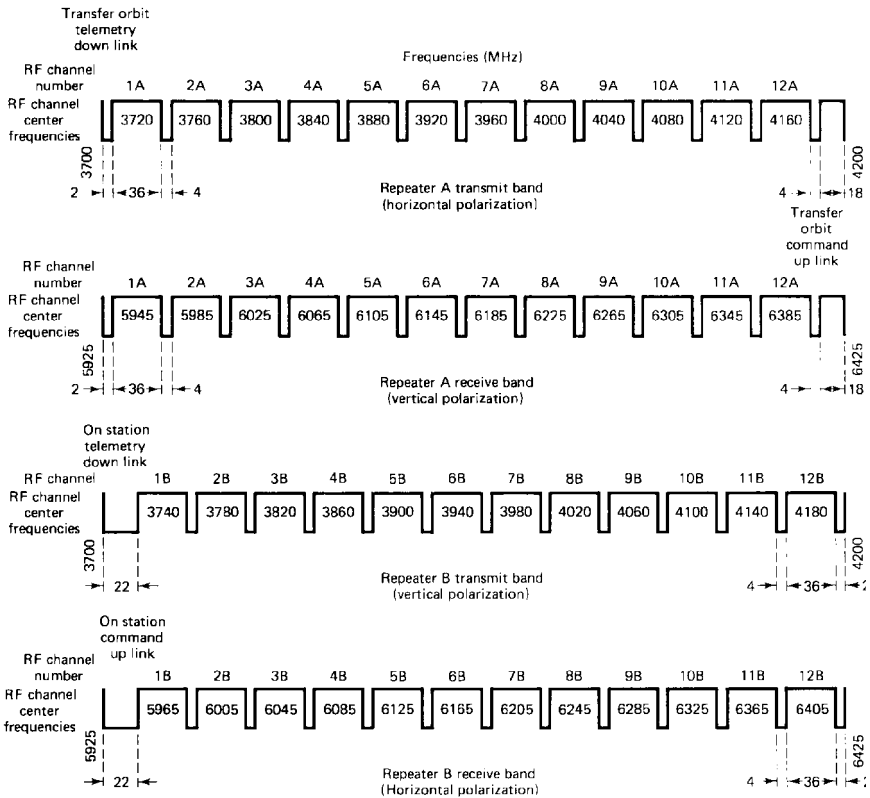 Transfer orbit
telemetry
down link
Frequencies (MHz)
RF channel
number
1A 2A 3A 4A 5A 6A 7A 8A 9A 10A 11A 12A
RF channel
center
frequencies
3720 3760 3800 3840 3880 3920 3960 4000 4040 4080 4120 4160
3700
4200
2 36 4
Repeater A transmit band
(horizontal polarization)
4 18
Transfer
orbit
command
up link
RF channel
number
1A 2A 3A 4A 5A 6A 7A 8A 9A 10A 11A 12A
RF channel
center
frequencies
5945 5985 6025 6065 6105 6145 6185 6225 6265 6305 6345 6385
5925
6425
2 36 4
Repeater A receive band
(vertical polarization)
4 18
On station
telemetry
down link
RF channel
1B 2B 3B 4B 5B 6B 7B 8B 9B 10B 11B 12B
RF channel
center
frequencies
3740 3780 3820 3860 3900 3940 3980 4020 4060 4100 4140 4180
3700
4200
22
Repeater B transmit band
(vertical polarization)
4 36
On station
command
up link
RF channel
number
1B 2B 3B 4B 5B 6B 7B 8B 9B 10B 11B 12B
RF channel
center
frequencies
5965 6005 6045 6085 6125 6165 6205 6245 6285 6325 6365 6405
5925
6425
22
Repeater B receive band
(Horizontal polarization)
4 36